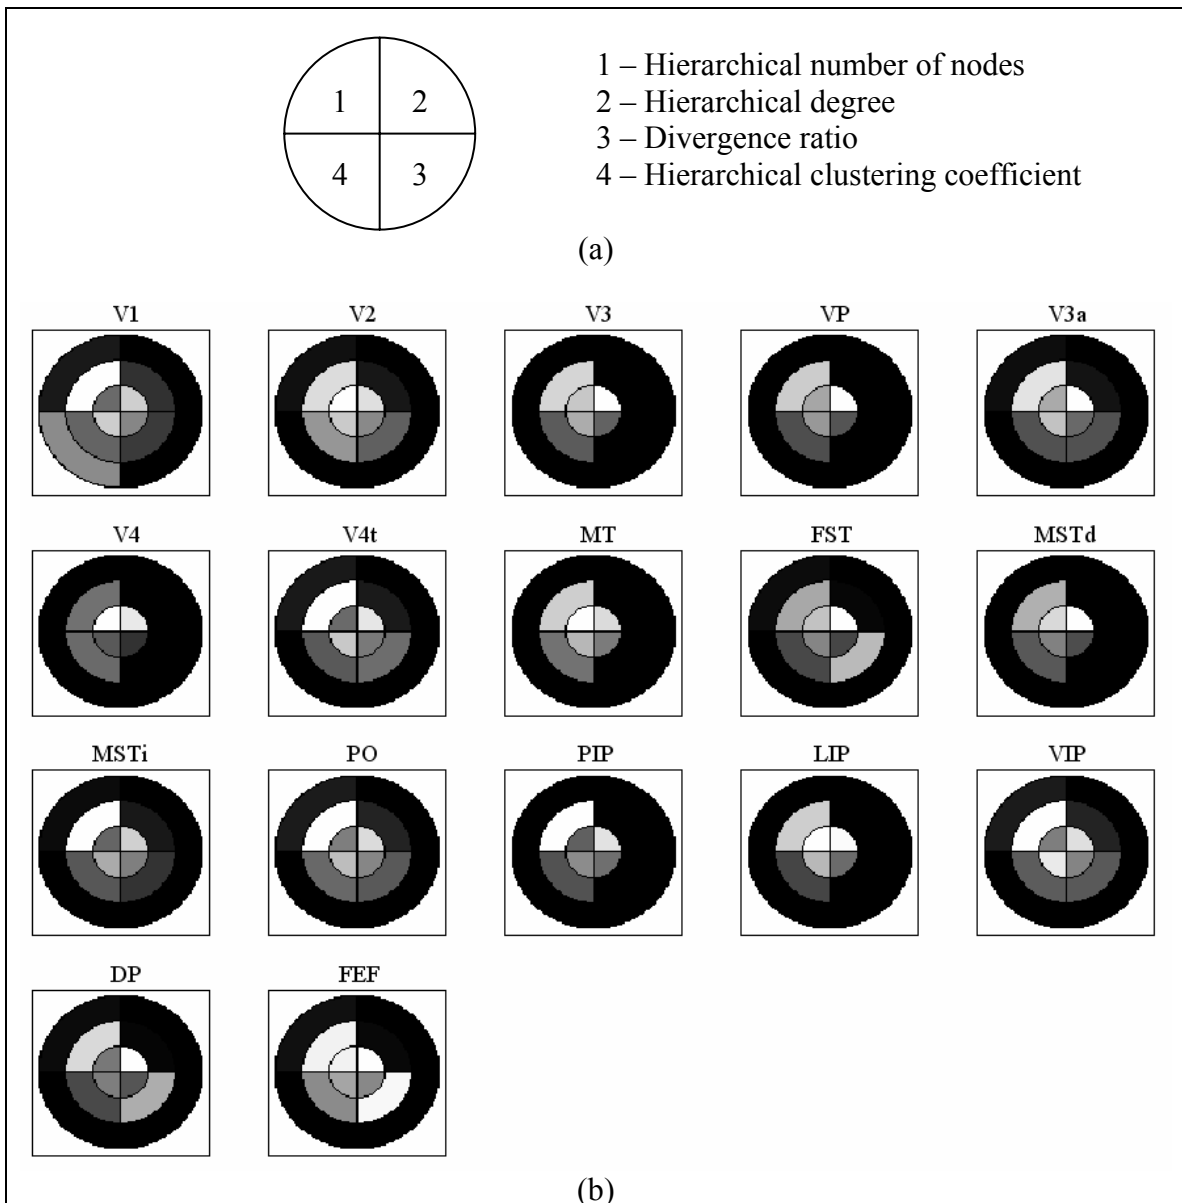 1 2
4 3
1 – Hierarchical number of nodes
2 – Hierarchical degree
3 – Divergence ratio
4 – Hierarchical clustering coefficient
(a)
V1 V2 V3 VP V3a
V4 V4t MT FST MSTd
MSTi PO PIP LIP VIP
DP FEF
(b)